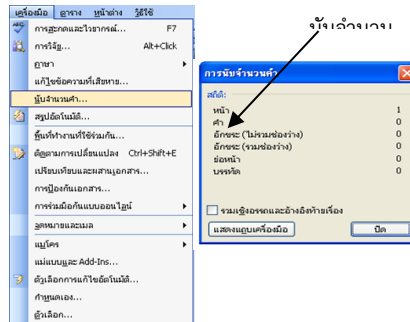 เครื่องมือ ตาราง หน้าต่าง วิธีใช้
การสะกดและไวยากรณ์... F7
การวิจัย... Alt+Click
ภาษา
แก้ไขข้อความที่เสียหาย...
นับจำนวนคำ...
สรุปอัตโนมัติ...
พื้นที่ทำงานที่ใช้ร่วมกัน...
ติดตามการเปลี่ยนแปลง Ctrl+Shift+E
เปรียบเทียบและผสานเอกสาร...
การป้องกันเอกสาร...
การร่วมมือกันแบบออนไลน์
จดหมายและเมล
แมโคร
แม่แบบและ Add-Ins...
ตัวเลือกการแก้ไขอัตโนมัติ...
กำหนดเอง...
ตัวเลือก...
นับจำนวน
การนับจำนวนคำ
สถิติ:
หน้า 1
คำ 0
อักขระ (ไม่รวมช่องว่าง) 0
อักขระ (รวมช่องว่าง) 0
ย่อหน้า 0
บรรทัด 0
รวมเชิงอรรถและอ้างอิงท้ายเรื่อง
แสดงแถบเครื่องมือ ปิด